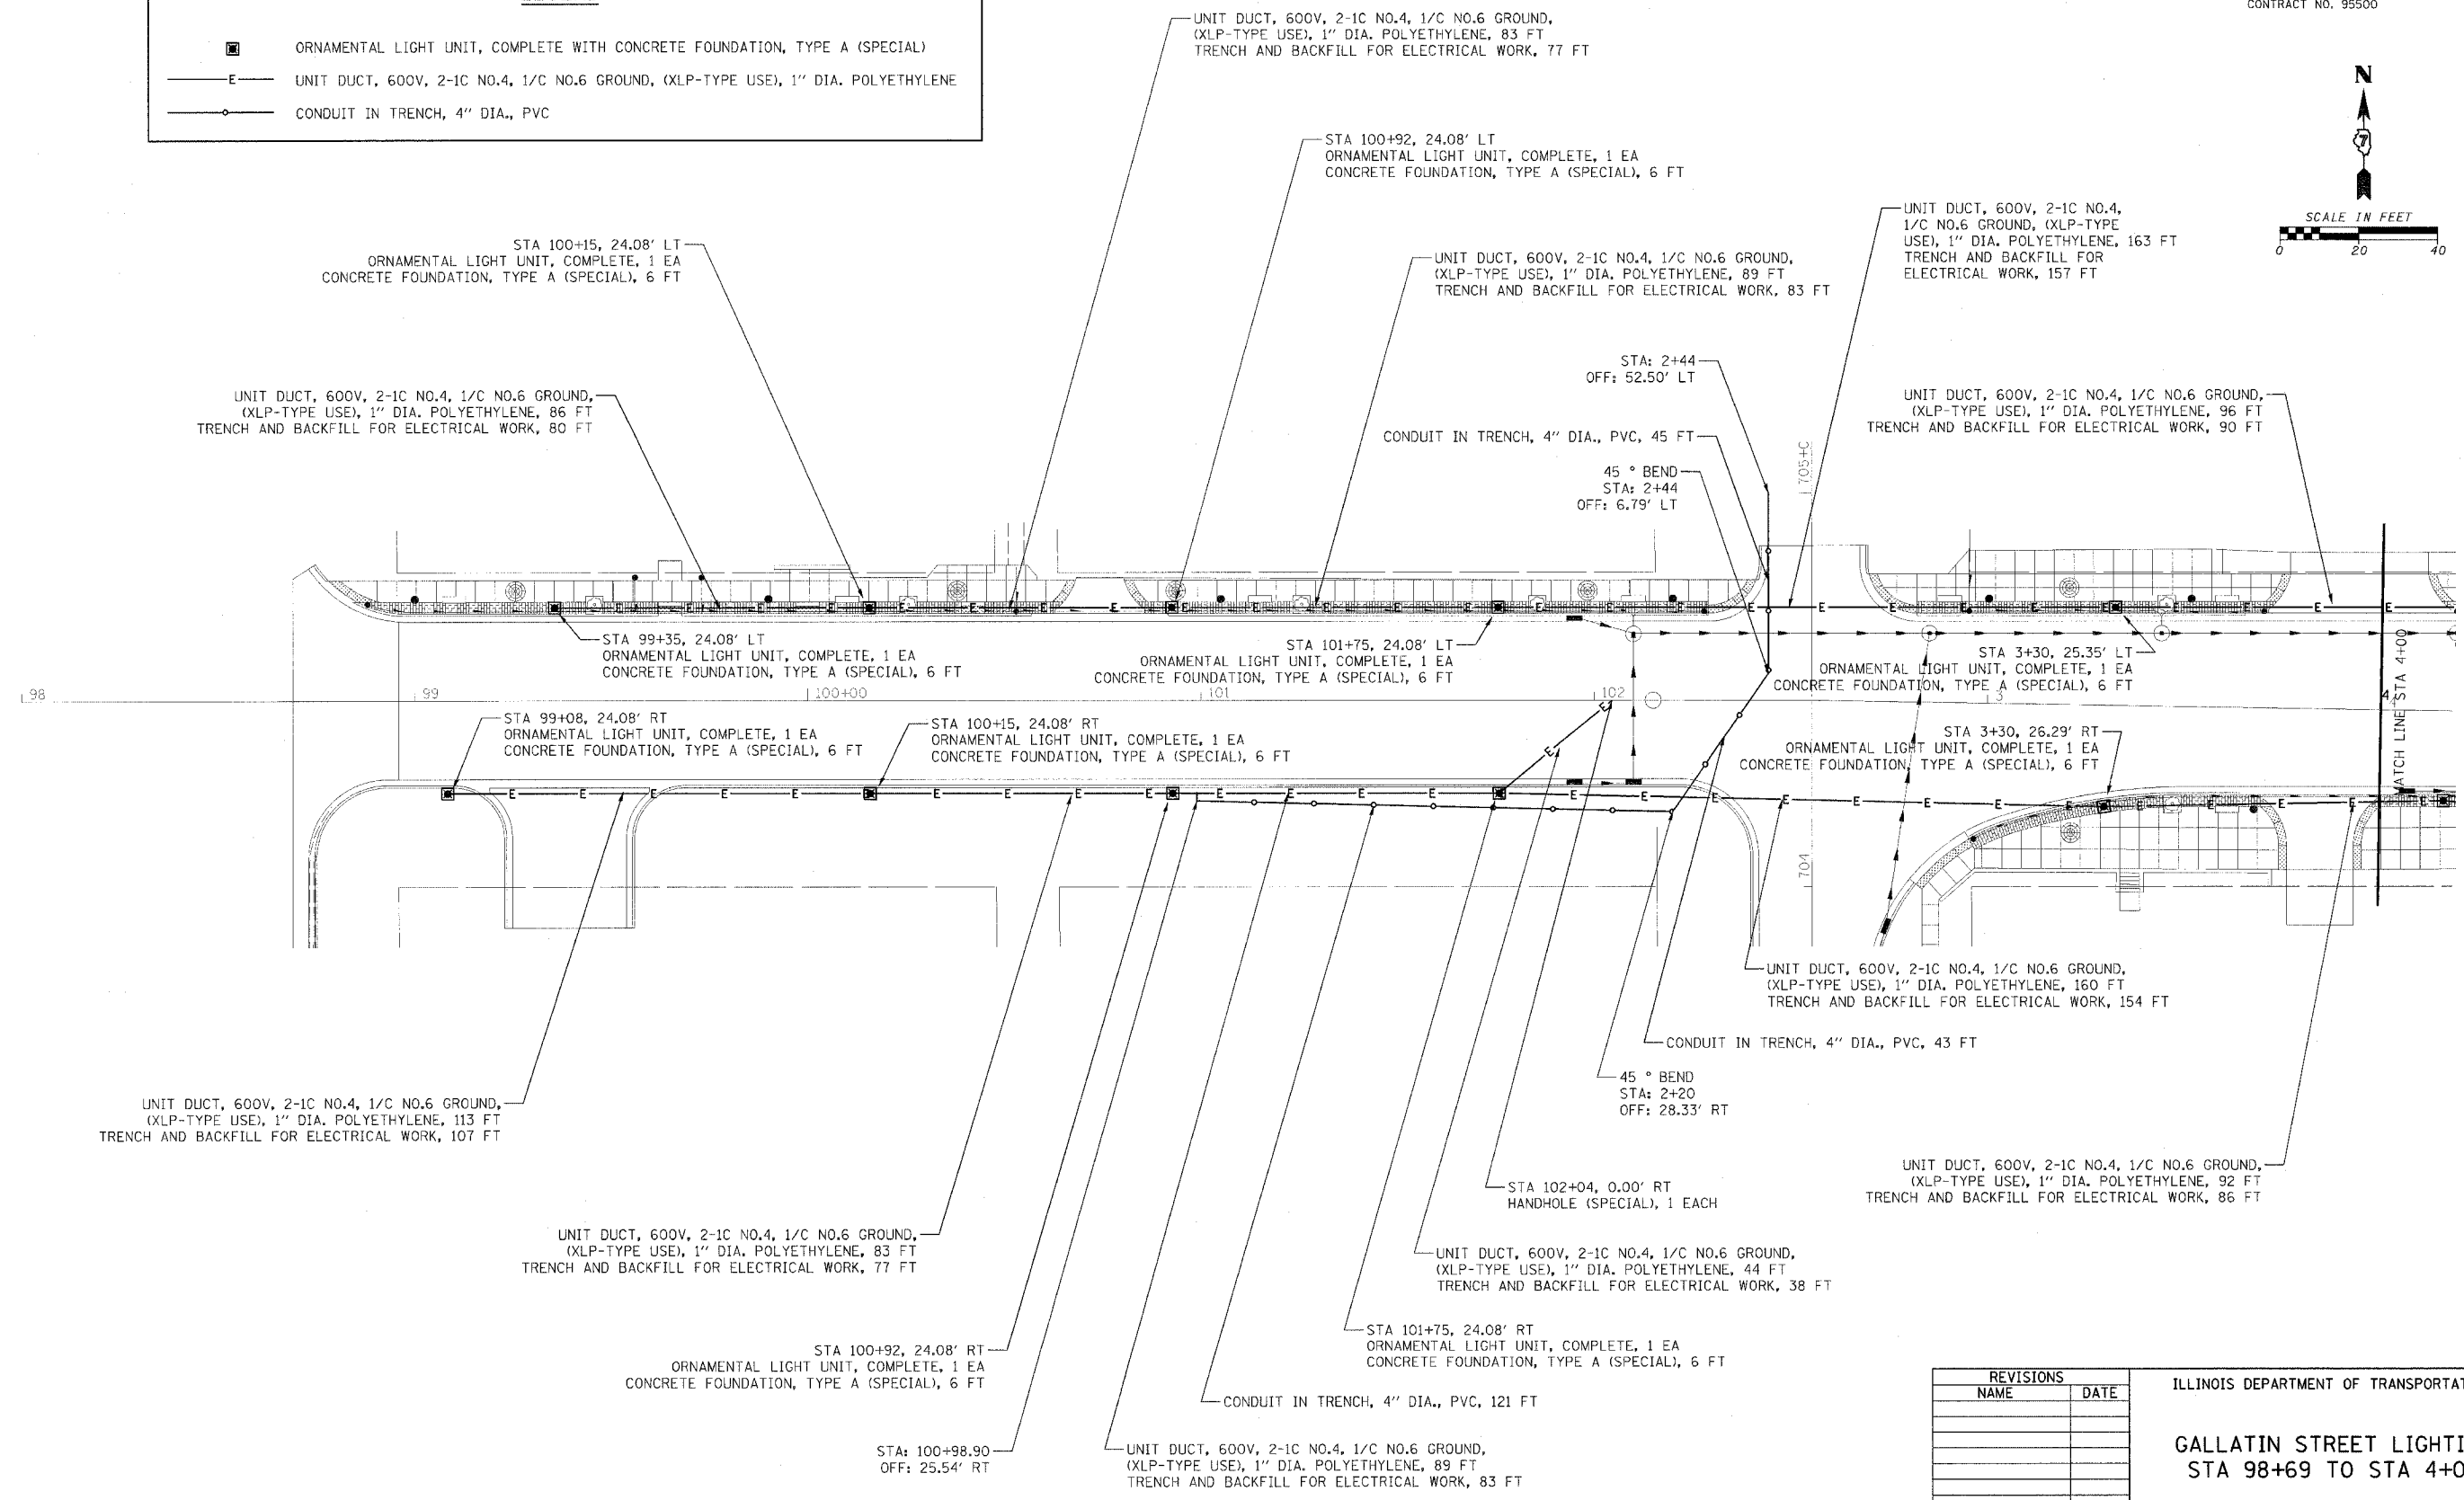 CONTRACT NO. 95500
ORNAMENTAL LIGHT UNIT, COMPLETE WITH CONCRETE FOUNDATION, TYPE A (SPECIAL)
E UNIT DUCT, 600V, 2-1C NO.4, 1/C NO.6 GROUND, (XLP-TYPE USE), 1" DIA. POLYETHYLENE
CONDUIT IN TRENCH, 4" DIA., PVC
UNIT DUCT, 600V, 2-1C NO.4, 1/C NO.6 GROUND,
(XLP-TYPE USE), 1" DIA. POLYETHYLENE, 83 FT
TRENCH AND BACKFILL FOR ELECTRICAL WORK, 77 FT
N
7
SCALE IN FEET
0 20 40
STA 100+92, 24.08' LT
ORNAMENTAL LIGHT UNIT, COMPLETE, 1 EA
CONCRETE FOUNDATION, TYPE A (SPECIAL), 6 FT
UNIT DUCT, 600V, 2-1C NO.4,
1/C NO.6 GROUND, (XLP-TYPE
USE), 1" DIA. POLYETHYLENE, 163 FT
TRENCH AND BACKFILL FOR
ELECTRICAL WORK, 157 FT
STA 100+15, 24.08' LT
ORNAMENTAL LIGHT UNIT, COMPLETE, 1 EA
CONCRETE FOUNDATION, TYPE A (SPECIAL), 6 FT
UNIT DUCT, 600V, 2-1C NO.4, 1/C NO.6 GROUND,
(XLP-TYPE USE), 1" DIA. POLYETHYLENE, 89 FT
TRENCH AND BACKFILL FOR ELECTRICAL WORK, 83 FT
STA: 2+44
OFF: 52.50' LT
UNIT DUCT, 600V, 2-1C NO.4, 1/C NO.6 GROUND,
(XLP-TYPE USE), 1" DIA. POLYETHYLENE, 86 FT
TRENCH AND BACKFILL FOR ELECTRICAL WORK, 80 FT
CONDUIT IN TRENCH, 4" DIA., PVC, 45 FT
UNIT DUCT, 600V, 2-1C NO.4, 1/C NO.6 GROUND,
(XLP-TYPE USE), 1" DIA. POLYETHYLENE, 96 FT
TRENCH AND BACKFILL FOR ELECTRICAL WORK, 90 FT
45 ° BEND
STA: 2+44
OFF: 6.79' LT
705+C
STA 99+35, 24.08' LT
ORNAMENTAL LIGHT UNIT, COMPLETE, 1 EA
CONCRETE FOUNDATION, TYPE A (SPECIAL), 6 FT
STA 101+75, 24.08' LT
ORNAMENTAL LIGHT UNIT, COMPLETE, 1 EA
CONCRETE FOUNDATION, TYPE A (SPECIAL), 6 FT
STA 3+30, 25.35' LT
ORNAMENTAL LIGHT UNIT, COMPLETE, 1 EA
CONCRETE FOUNDATION, TYPE A (SPECIAL), 6 FT
98 99 100+00 101 102 3 4
ATCH LINE STA 4+00
STA 99+08, 24.08' RT
ORNAMENTAL LIGHT UNIT, COMPLETE, 1 EA
CONCRETE FOUNDATION, TYPE A (SPECIAL), 6 FT
STA 100+15, 24.08' RT
ORNAMENTAL LIGHT UNIT, COMPLETE, 1 EA
CONCRETE FOUNDATION, TYPE A (SPECIAL), 6 FT
STA 3+30, 26.29' RT
ORNAMENTAL LIGHT UNIT, COMPLETE, 1 EA
CONCRETE FOUNDATION, TYPE A (SPECIAL), 6 FT
704
UNIT DUCT, 600V, 2-1C NO.4, 1/C NO.6 GROUND,
(XLP-TYPE USE), 1" DIA. POLYETHYLENE, 160 FT
TRENCH AND BACKFILL FOR ELECTRICAL WORK, 154 FT
CONDUIT IN TRENCH, 4" DIA., PVC, 43 FT
45 ° BEND
STA: 2+20
OFF: 28.33' RT
UNIT DUCT, 600V, 2-1C NO.4, 1/C NO.6 GROUND,
(XLP-TYPE USE), 1" DIA. POLYETHYLENE, 113 FT
TRENCH AND BACKFILL FOR ELECTRICAL WORK, 107 FT
UNIT DUCT, 600V, 2-1C NO.4, 1/C NO.6 GROUND,
(XLP-TYPE USE), 1" DIA. POLYETHYLENE, 92 FT
TRENCH AND BACKFILL FOR ELECTRICAL WORK, 86 FT
STA 102+04, 0.00' RT
HANDHOLE (SPECIAL), 1 EACH
UNIT DUCT, 600V, 2-1C NO.4, 1/C NO.6 GROUND,
(XLP-TYPE USE), 1" DIA. POLYETHYLENE, 83 FT
TRENCH AND BACKFILL FOR ELECTRICAL WORK, 77 FT
UNIT DUCT, 600V, 2-1C NO.4, 1/C NO.6 GROUND,
(XLP-TYPE USE), 1" DIA. POLYETHYLENE, 44 FT
TRENCH AND BACKFILL FOR ELECTRICAL WORK, 38 FT
STA 101+75, 24.08' RT
ORNAMENTAL LIGHT UNIT, COMPLETE, 1 EA
CONCRETE FOUNDATION, TYPE A (SPECIAL), 6 FT
STA 100+92, 24.08' RT
ORNAMENTAL LIGHT UNIT, COMPLETE, 1 EA
CONCRETE FOUNDATION, TYPE A (SPECIAL), 6 FT
CONDUIT IN TRENCH, 4" DIA., PVC, 121 FT
STA: 100+98.90
OFF: 25.54' RT
UNIT DUCT, 600V, 2-1C NO.4, 1/C NO.6 GROUND,
(XLP-TYPE USE), 1" DIA. POLYETHYLENE, 89 FT
TRENCH AND BACKFILL FOR ELECTRICAL WORK, 83 FT
REVISIONS
NAME DATE
ILLINOIS DEPARTMENT OF TRANSPORTAT
GALLATIN STREET LIGHTI
STA 98+69 TO STA 4+0